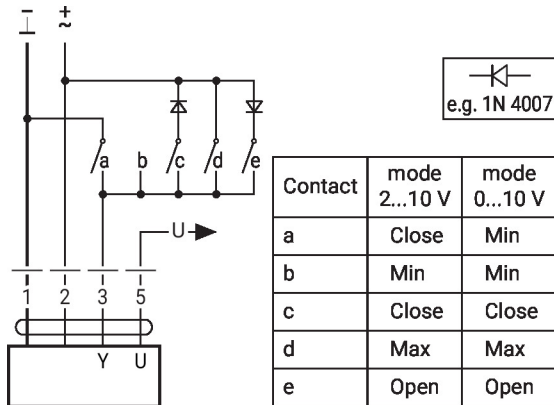 − +
⊥ ~
a b c d e
U
1 2 3 5
Y U
e.g. 1N 4007
Contact mode 2...10 V mode 0...10 V
a Close Min
b Min Min
c Close Close
d Max Max
e Open Open